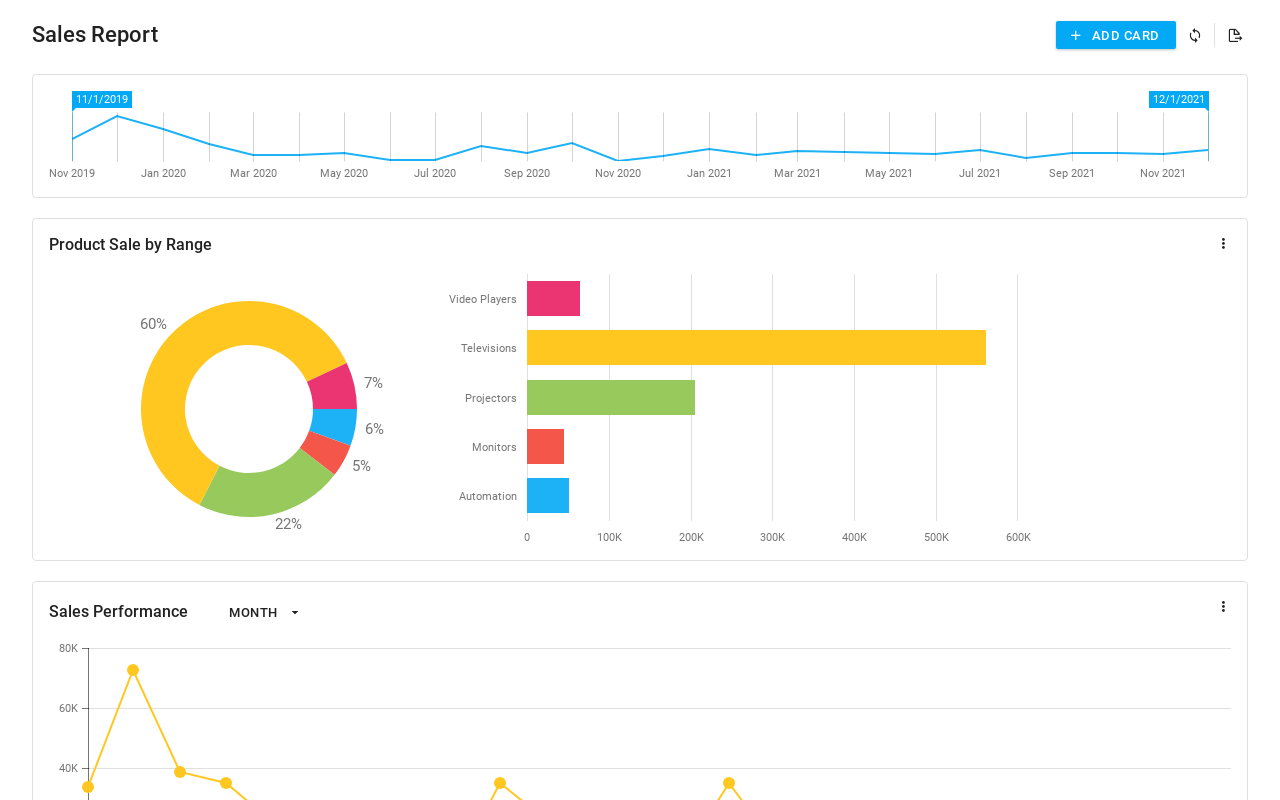 Sales Report
ADD CARD
11/1/2019
12/1/2021
Nov 2019 Jan 2020 Mar 2020 May 2020 Jul 2020 Sep 2020 Nov 2020 Jan 2021 Mar 2021 May 2021 Jul 2021 Sep 2021 Nov 2021
Product Sale by Range
60%
7%
6%
5%
22%
Video Players
Televisions
Projectors
Monitors
Automation
0 100K 200K 300K 400K 500K 600K
Sales Performance
MONTH
80K
60K
40K